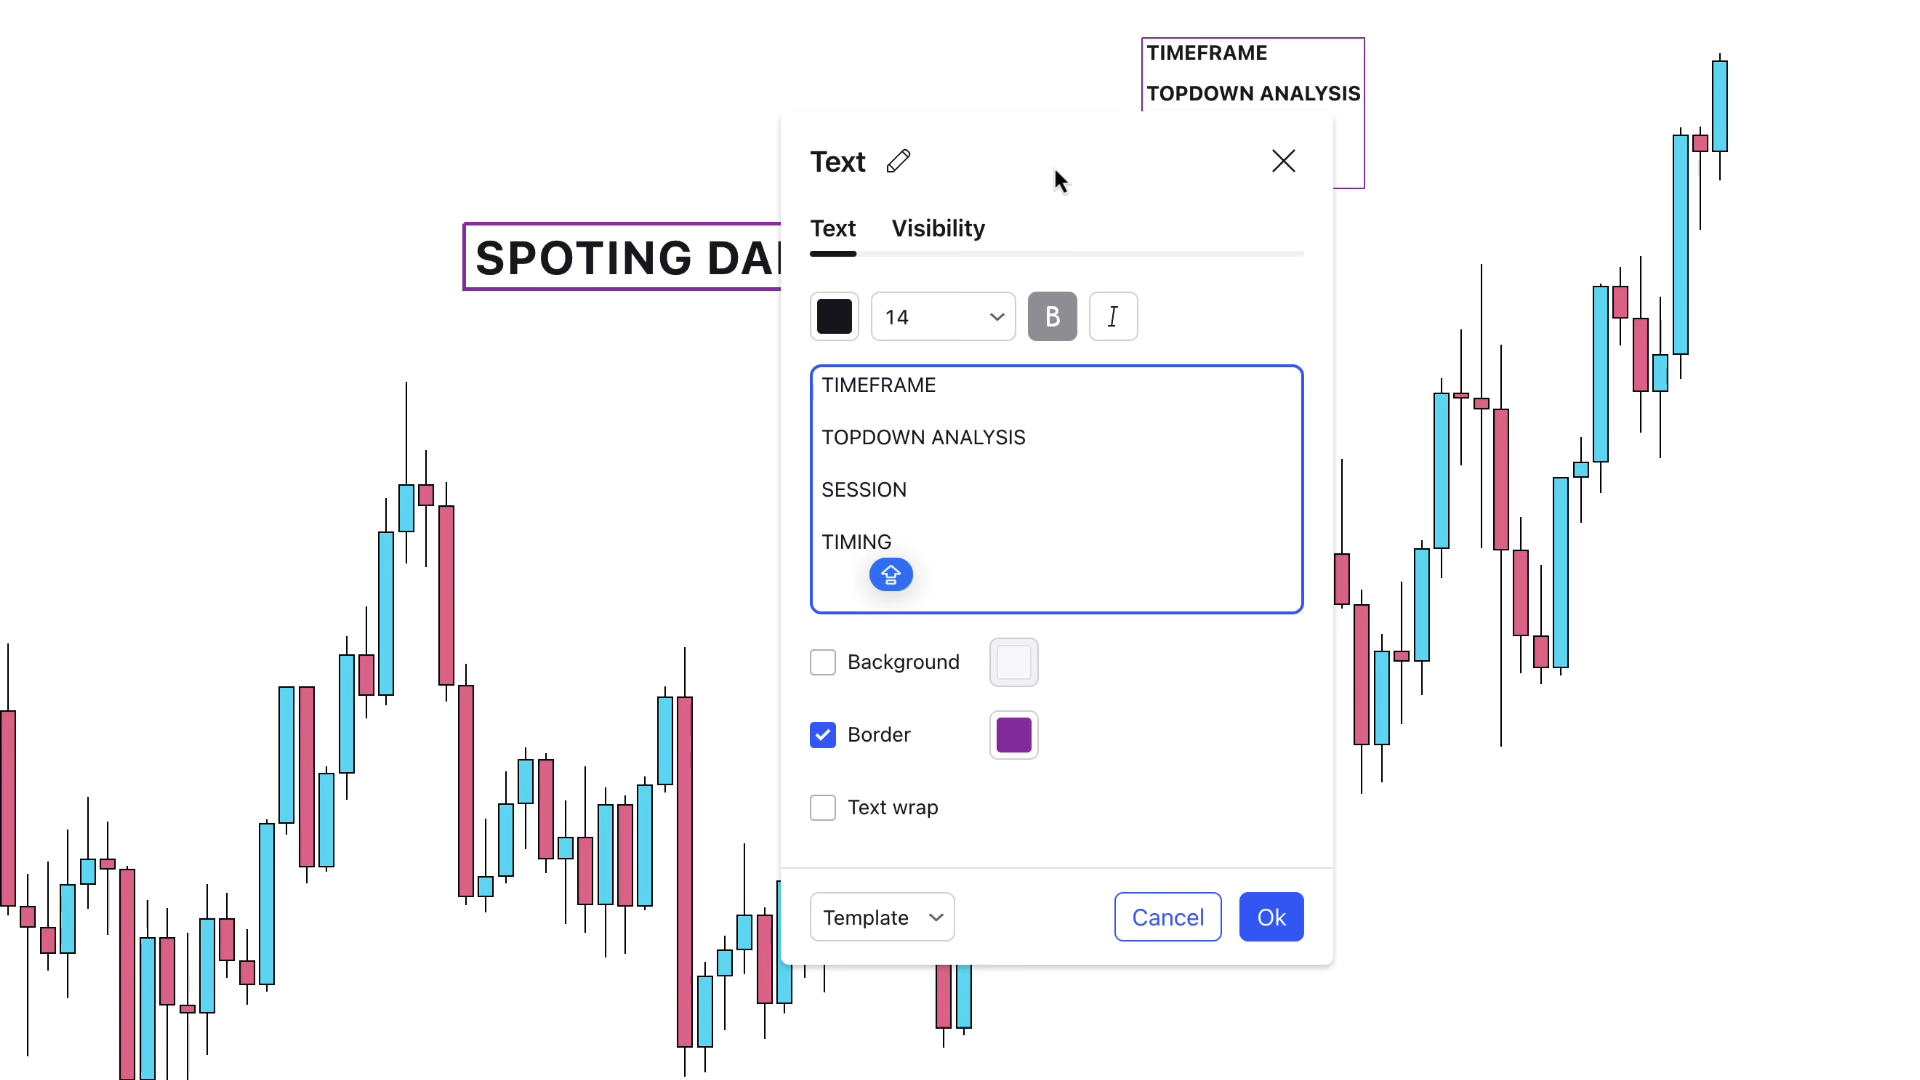 TIMEFRAME
TOPDOWN ANALYSIS
SPOTING
Text
Text Visibility
14 B I
TIMEFRAME
TOPDOWN ANALYSIS
SESSION
TIMING
Background
Border
Text wrap
Template Cancel Ok